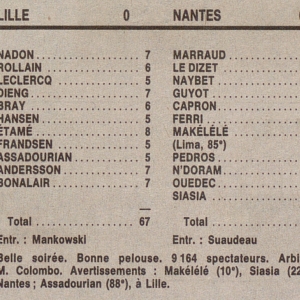 LILLE 0 NANTES
NADON 7 MARRAUD
ROLLAIN 6 LE DIZET
LECLERCQ 5 NAYBET
DIENG 7 GUYOT
BRAY 6 CAPRON
HANSEN 5 FERRI
ÉTAMÉ 8 MAKÉLÉLÉ
FRANDSEN 5 (Lima, 85e)
ASSADOURIAN 5 PEDROS
ANDERSSON 7 N'DORAM
BONALAIR 7 OUEDEC
SIASIA
Total 67 Total
Entr. : Mankowski Entr. : Suaudeau
Belle soirée. Bonne pelouse. 9 164 spectateurs. Arbi
M. Colombo. Avertissements : Makélélé (10e), Siasia (22
Nantes ; Assadourian (88e), à Lille.